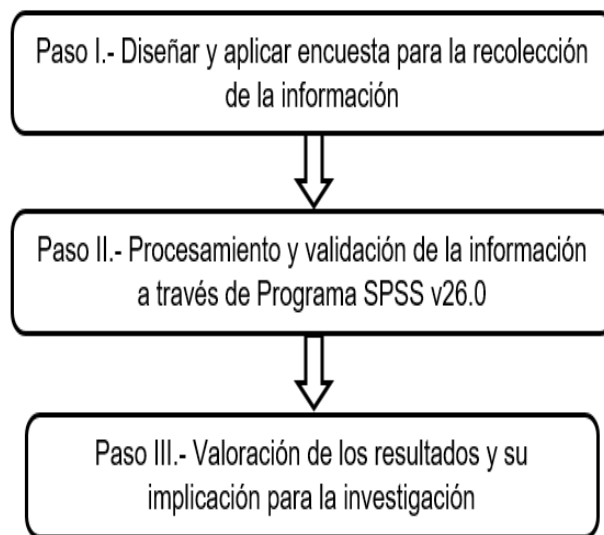 Paso I.- Diseñar y aplicar encuesta para la recolección
de la información
Paso II.- Procesamiento y validación de la información
a través de Programa SPSS v26.0
Paso III.- Valoración de los resultados y su
implicación para la investigación